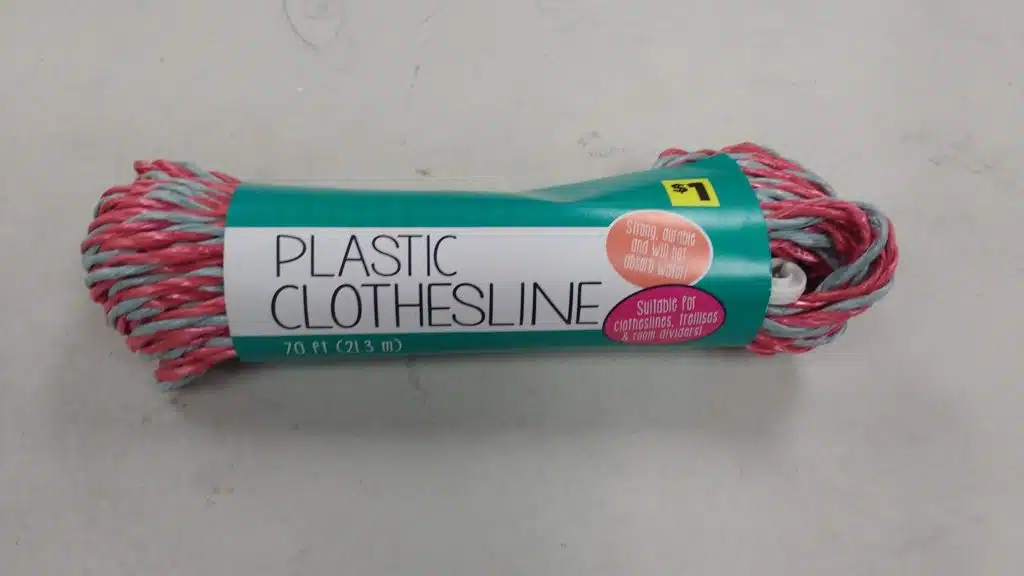 $1
Strong, durable
and will not
absorb water!
PLASTIC
CLOTHESLINE
Suitable for
clotheslines, trellises
& room dividers!
70 ft (21.3 m)